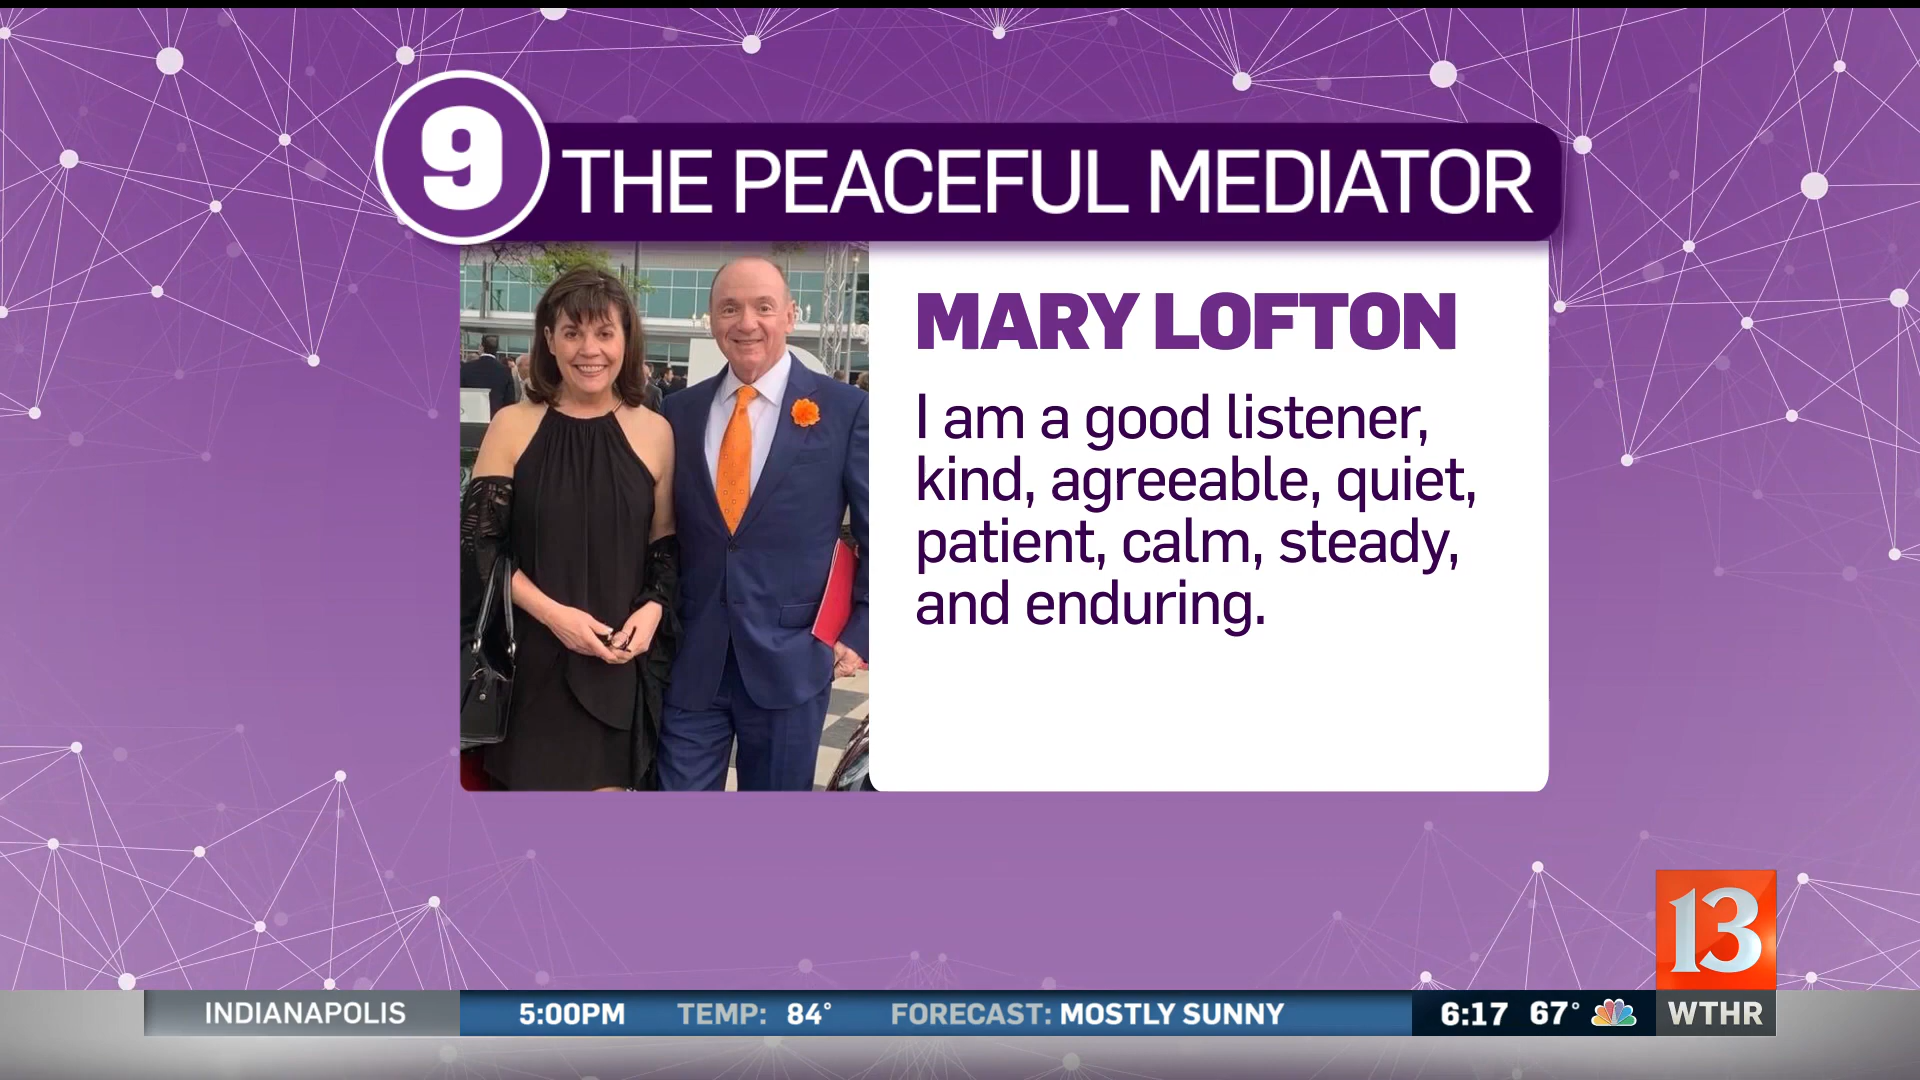 9
THE PEACEFUL MEDIATOR
MARY LOFTON
I am a good listener,
kind, agreeable, quiet,
patient, calm, steady,
and enduring.
13
INDIANAPOLIS 5:00PM TEMP: 84° FORECAST: MOSTLY SUNNY 6:17 67° WTHR